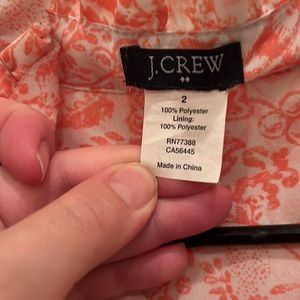 J.CREW
2
100% Polyester
Lining:
100% Polyester
RN77388
CA56445
Made in China